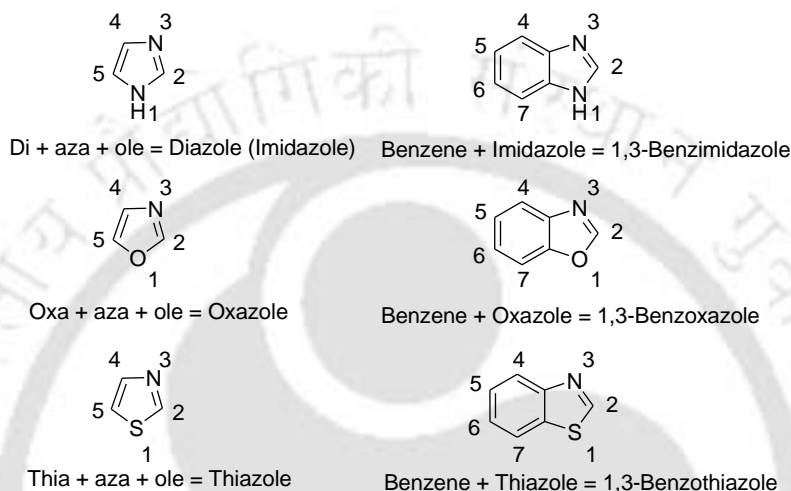 4 3
N
5 2
N
H 1
Di + aza + ole = Diazole (Imidazole)
4 3
5 N
2
6 N
7 H 1
Benzene + Imidazole = 1,3-Benzimidazole
4 3
N
5 2
O
1
Oxa + aza + ole = Oxazole
4 3
5 N
2
6 O
7 1
Benzene + Oxazole = 1,3-Benzoxazole
4 3
N
5 2
S
1
Thia + aza + ole = Thiazole
4 3
5 N
2
6 S
7 1
Benzene + Thiazole = 1,3-Benzothiazole